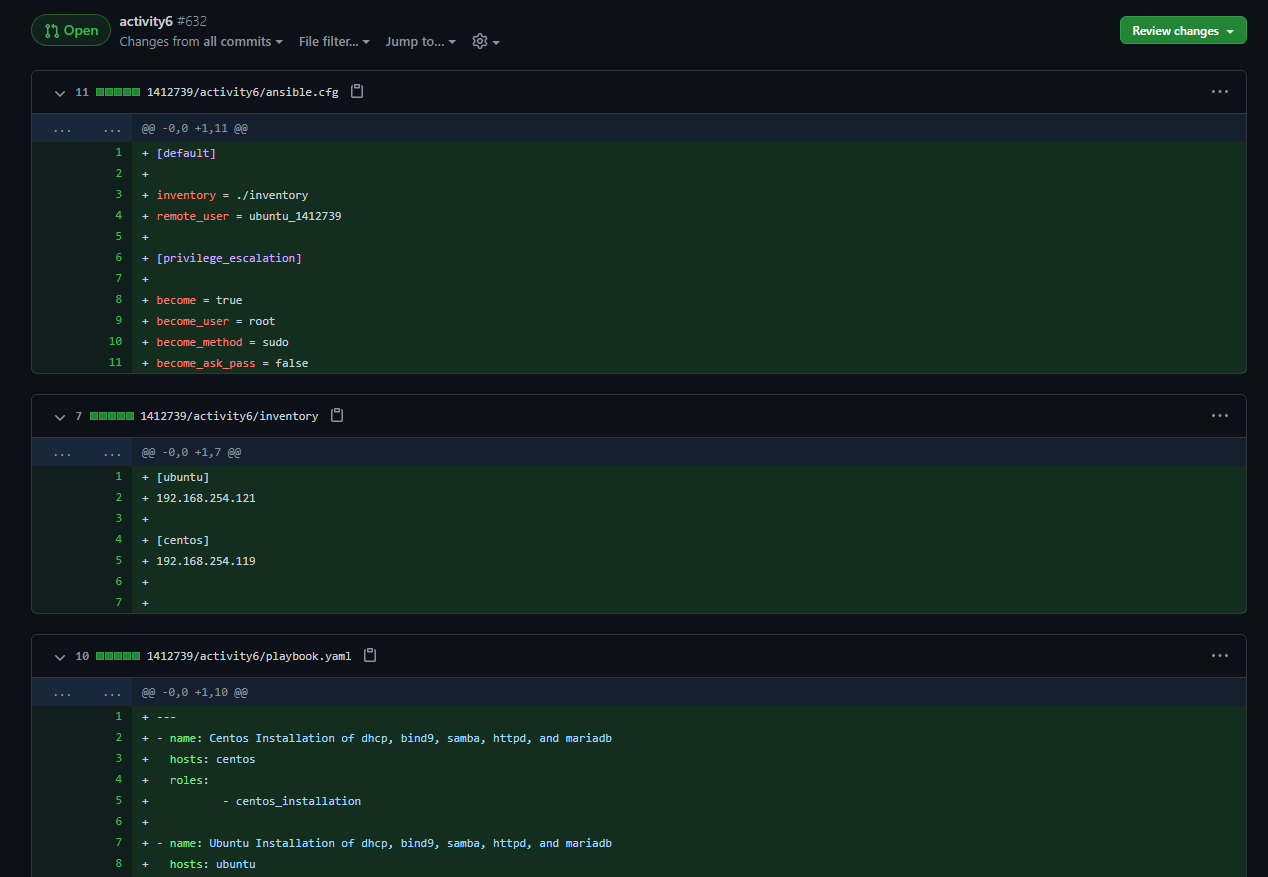 Open
activity6 #632
Changes from all commits File filter... Jump to...
Review changes
11 1412739/activity6/ansible.cfg
... ... @@ -0,0 +1,11 @@
1 + [default]
2 +
3 + inventory = ./inventory
4 + remote_user = ubuntu_1412739
5 +
6 + [privilege_escalation]
7 +
8 + become = true
9 + become_user = root
10 + become_method = sudo
11 + become_ask_pass = false
7 1412739/activity6/inventory
... ... @@ -0,0 +1,7 @@
1 + [ubuntu]
2 + 192.168.254.121
3 +
4 + [centos]
5 + 192.168.254.119
6 +
7 +
10 1412739/activity6/playbook.yaml
... ... @@ -0,0 +1,10 @@
1 + ---
2 + - name: Centos Installation of dhcp, bind9, samba, httpd, and mariadb
3 +   hosts: centos
4 +   roles:
5 +           - centos_installation
6 +
7 + - name: Ubuntu Installation of dhcp, bind9, samba, httpd, and mariadb
8 +   hosts: ubuntu